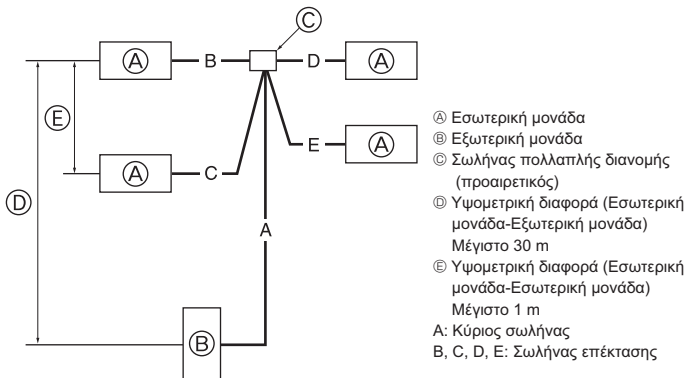 Ⓒ
Ⓐ B D Ⓐ
Ⓔ
Ⓐ C E Ⓐ
Ⓓ
A
Ⓑ
Ⓐ Εσωτερική μονάδα
Ⓑ Εξωτερική μονάδα
Ⓒ Σωλήνας πολλαπλής διανομής
(προαιρετικός)
Ⓓ Υψομετρική διαφορά (Εσωτερική
μονάδα-Εξωτερική μονάδα)
Μέγιστο 30 m
Ⓔ Υψομετρική διαφορά (Εσωτερική
μονάδα-Εσωτερική μονάδα)
Μέγιστο 1 m
A: Κύριος σωλήνας
B, C, D, E: Σωλήνας επέκτασης